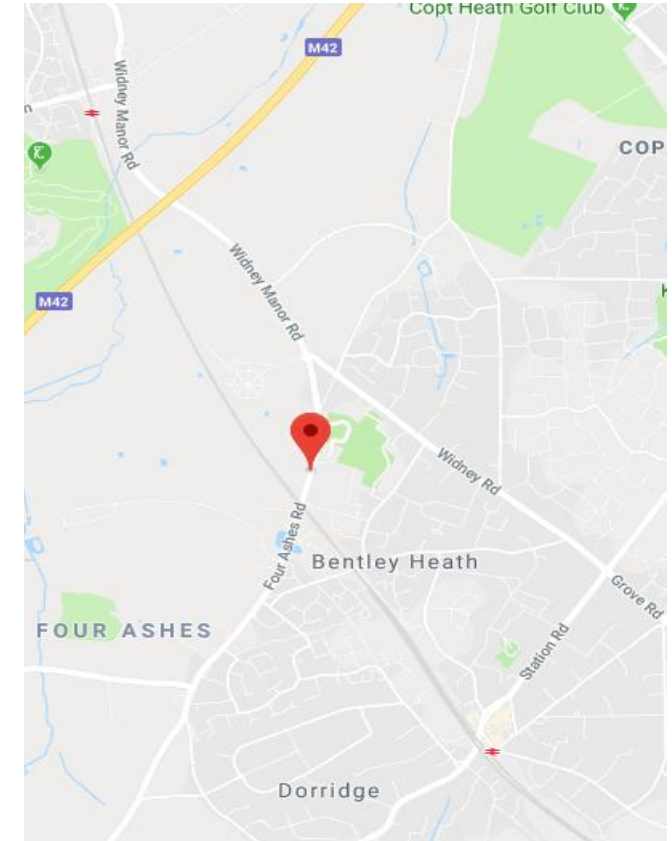 Copt Heath Golf Club
M42
Widney Manor Rd
COP
M42
Widney Manor Rd
K
Widney Rd
Four Ashes Rd
Bentley Heath
Grove Rd
FOUR ASHES
Station Rd
Dorridge